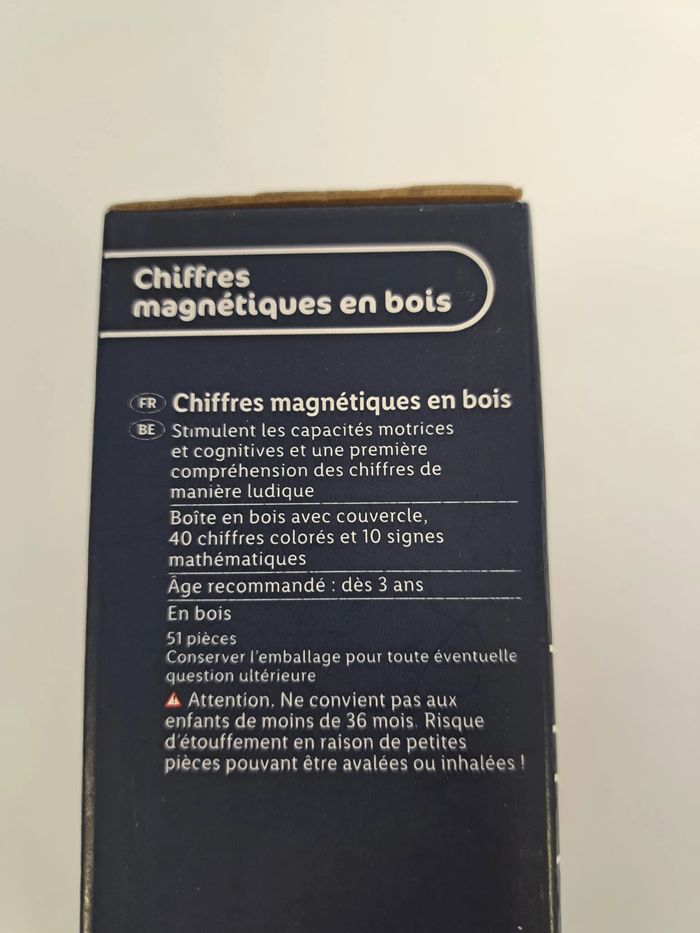 Chiffres
magnétiques en bois
FR Chiffres magnétiques en bois
BE Stimulent les capacités motrices
et cognitives et une première
compréhension des chiffres de
manière ludique
Boîte en bois avec couvercle,
40 chiffres colorés et 10 signes
mathématiques
Âge recommandé : dès 3 ans
En bois
51 pièces
Conserver l'emballage pour toute éventuelle
question ultérieure
⚠ Attention. Ne convient pas aux
enfants de moins de 36 mois. Risque
d'étouffement en raison de petites
pièces pouvant être avalées ou inhalées !